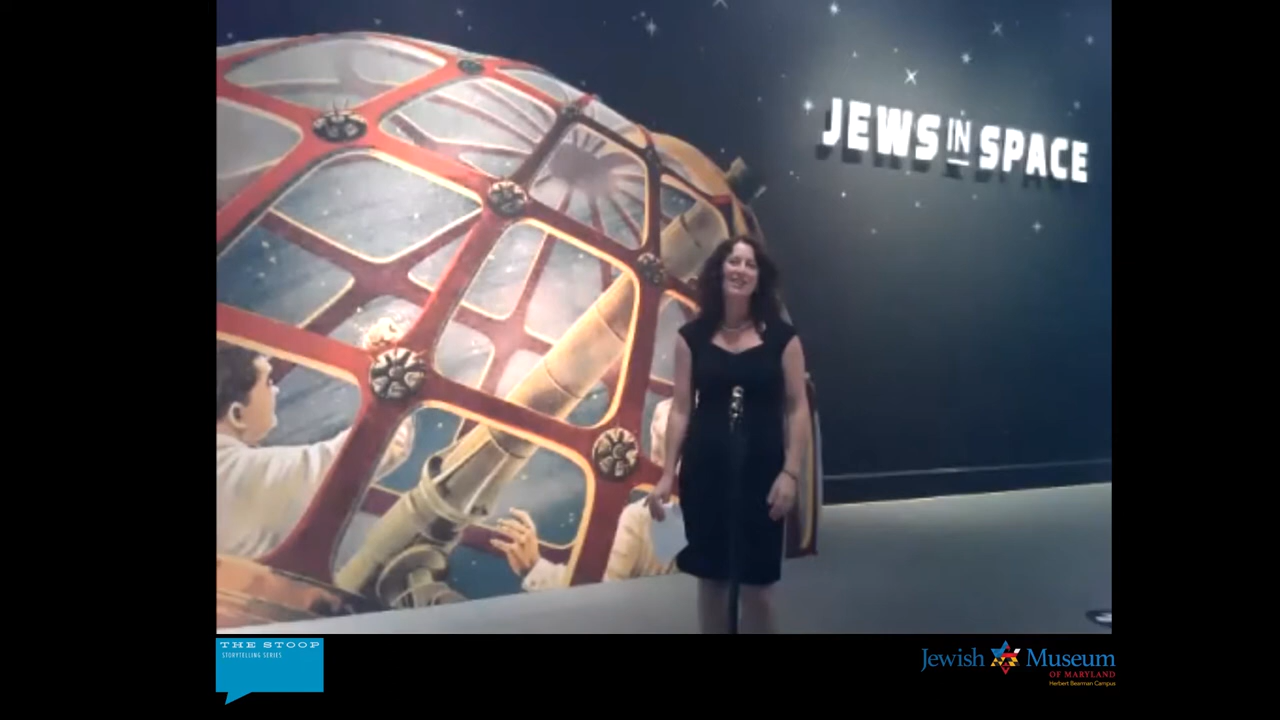 JEWS IN SPACE
THE STOOP
STORYTELLING SERIES
Jewish Museum
OF MARYLAND
Herbert Bearman Campus